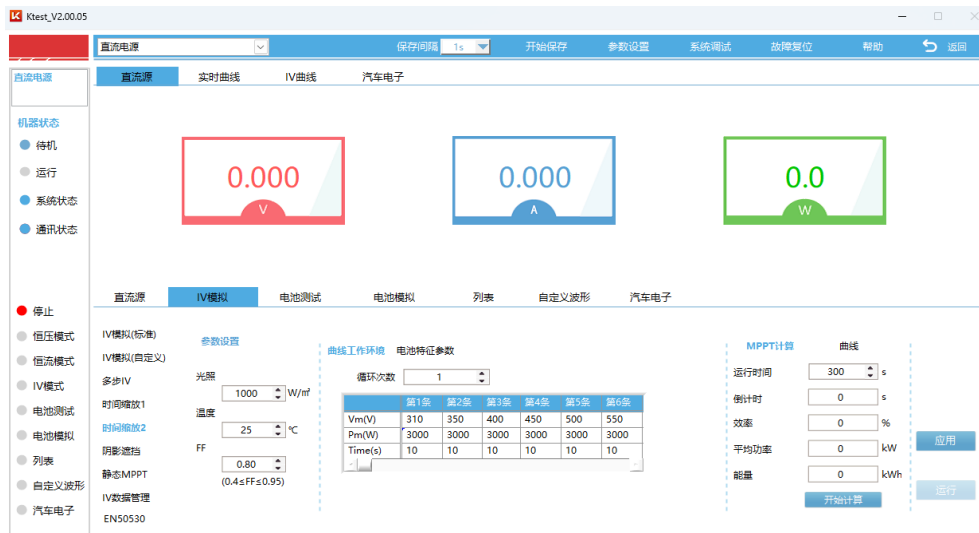 Ktest_V2.00.05
直流电源 保存间隔 1s 开始保存 参数设置 系统调试 故障复位 帮助 返回
直流电源
直流源 实时曲线 IV曲线 汽车电子
机器状态
待机
运行
系统状态
通讯状态
0.000
V
0.000
A
0.0
W
直流源 IV模拟 电池测试 电池模拟 列表 自定义波形 汽车电子
停止
恒压模式
恒流模式
IV模式
电池测试
电池模拟
列表
自定义波形
汽车电子
IV模拟(标准)
IV模拟(自定义)
多步IV
时间缩放1
时间缩放2
阴影遮挡
静态MPPT
IV数据管理
EN50530
参数设置
光照
1000 W/㎡
温度
25 ℃
FF
0.80
(0.4≤FF≤0.95)
曲线工作环境 电池特征参数
循环次数 1
第1条 第2条 第3条 第4条 第5条 第6条
Vm(V) 310 350 400 450 500 550
Pm(W) 3000 3000 3000 3000 3000 3000
Time(s) 10 10 10 10 10 10
MPPT计算 曲线
运行时间 300 s
倒计时 0 s
效率 0 %
平均功率 0 kW
能量 0 kWh
开始计算
应用
运行